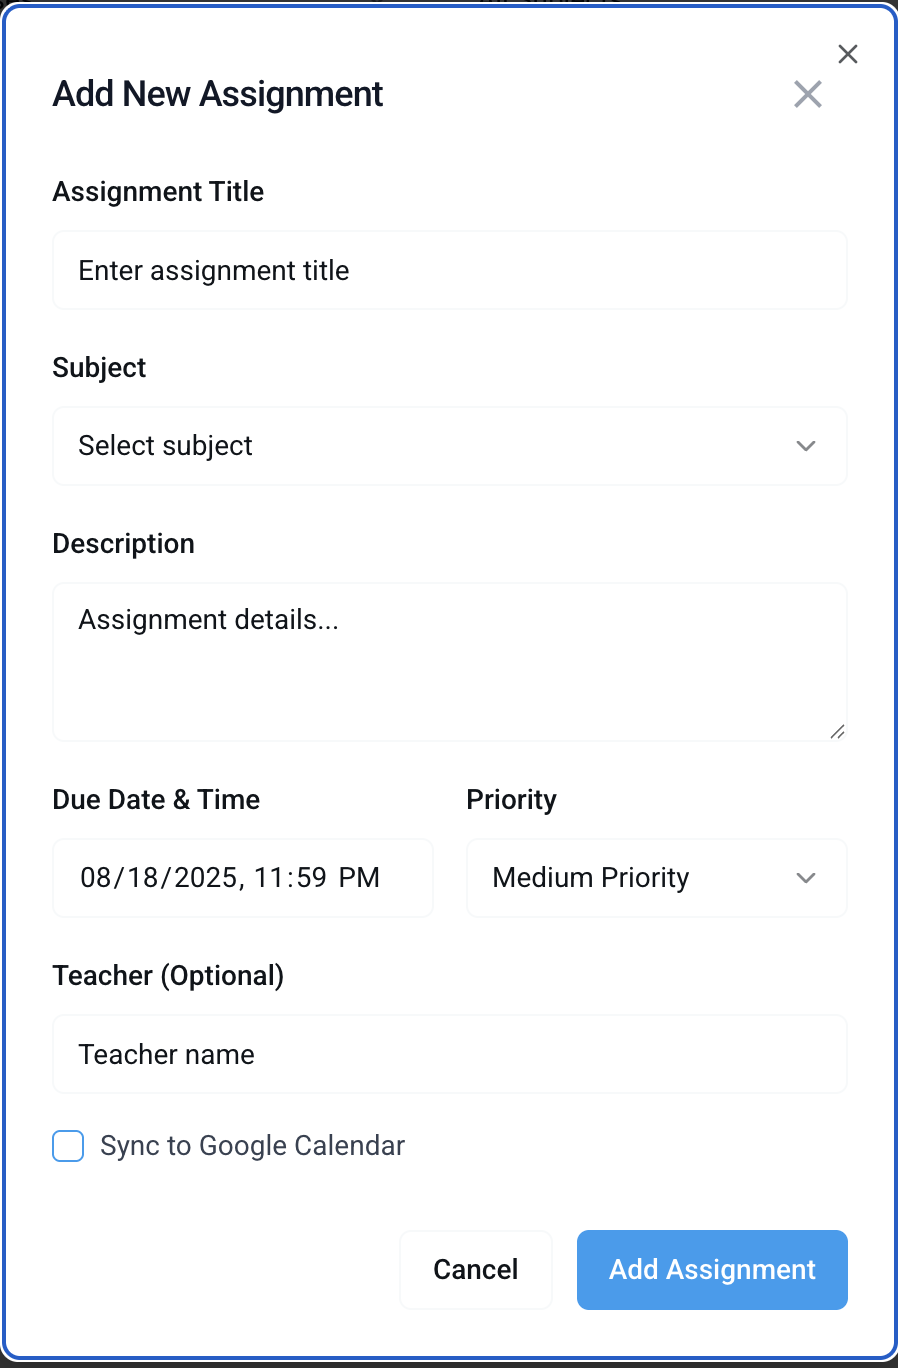 Add New Assignment
Assignment Title
Enter assignment title
Subject
Select subject
Description
Assignment details...
Due Date & Time
Priority
08/18/2025, 11:59 PM
Medium Priority
Teacher (Optional)
Teacher name
Sync to Google Calendar
Cancel
Add Assignment